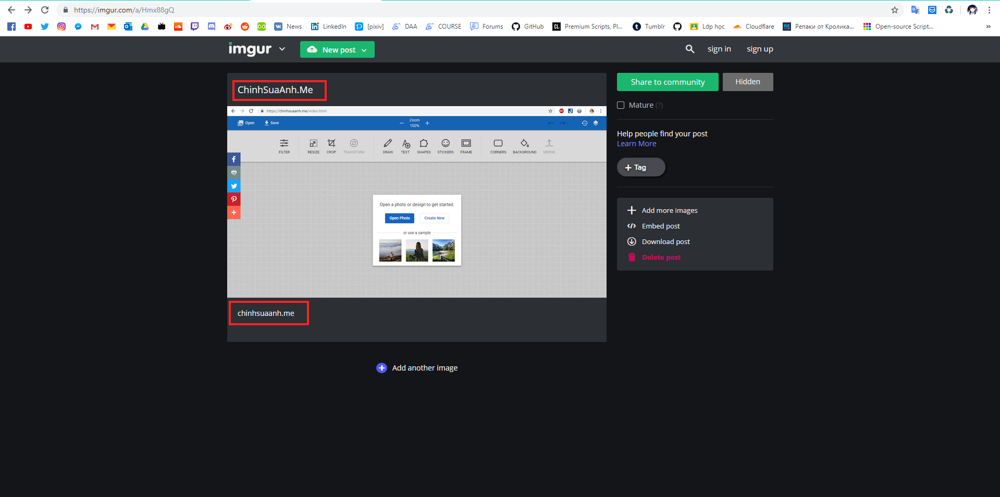 https://imgur.com/a/Hmx88gQ
News LinkedIn [pixiv] DAA COURSE Forums GitHub Premium Scripts, Pl... Tumblr Lớp học Cloudflare Репаки от Кролика... Open-source Script...
imgur New post sign in sign up
ChinhSuaAnh.Me
https://chinhsuaanh.me/index.html
Open Save Zoom
100%
FILTER RESIZE CROP TRANSFORM DRAW TEXT SHAPES STICKERS FRAME CORNERS BACKGROUND MERGE
Open a photo or design to get started.
Open Photo Create New
or use a sample
chinhsuaanh.me
Add another image
Share to community Hidden
Mature (?)
Help people find your post
Learn More
+ Tag
Add more images
Embed post
Download post
Delete post